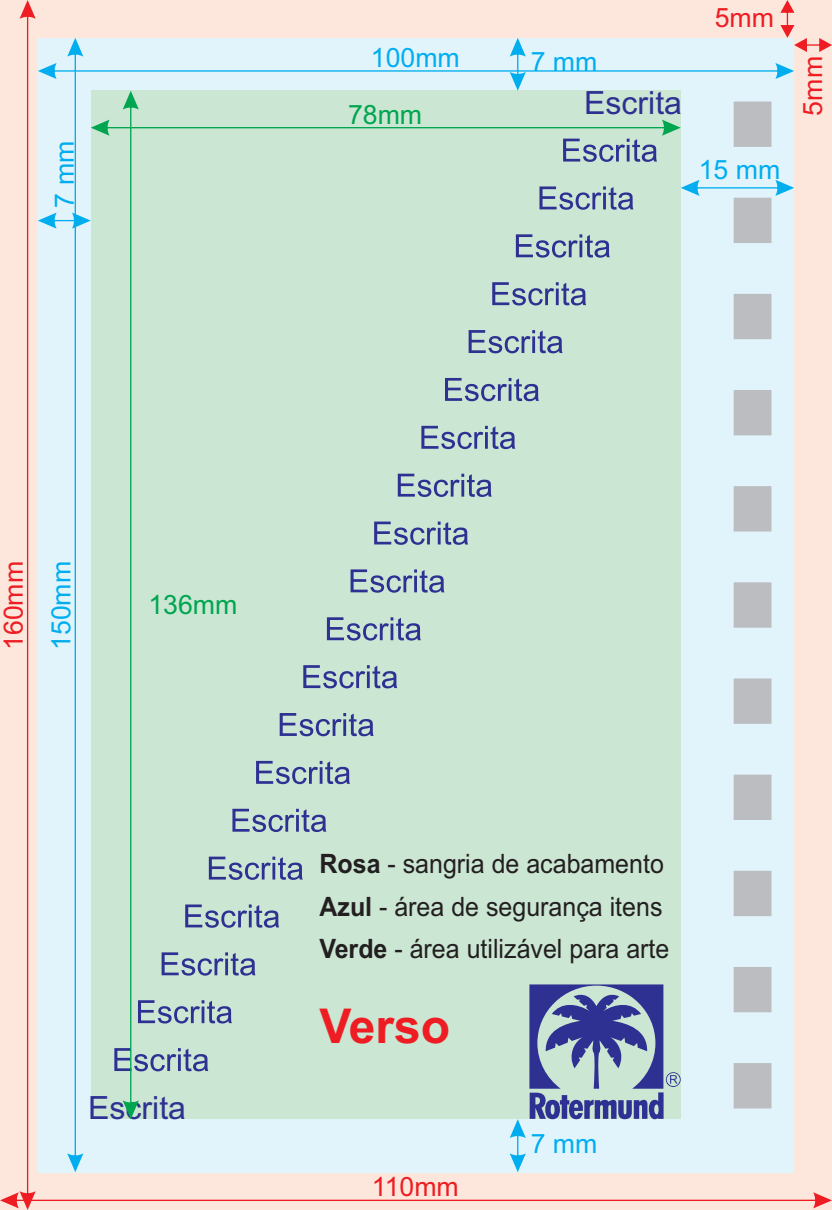 5mm
100mm
7 mm
5mm
Escrita
78mm
Escrita
7 mm
15 mm
Escrita
Escrita
Escrita
Escrita
Escrita
Escrita
Escrita
Escrita
Escrita
160mm
150mm
136mm
Escrita
Escrita
Escrita
Escrita
Escrita
Escrita Rosa - sangria de acabamento
Escrita Azul - área de segurança itens
Verde - área utilizável para arte
Escrita
Escrita
Verso
Escrita
®
Escrita
Rotermund
7 mm
110mm